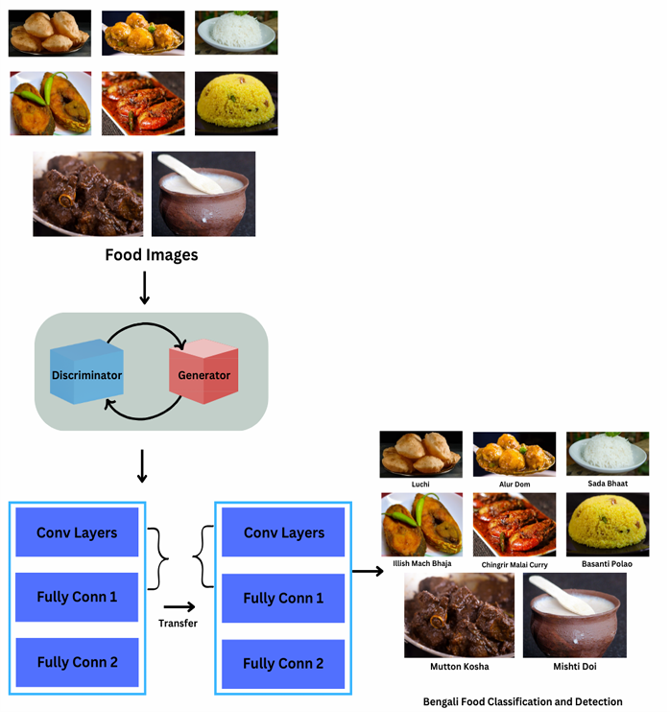 Food Images
Discriminator
Generator
Conv Layers
Fully Conn 1
Fully Conn 2
Transfer
Conv Layers
Fully Conn 1
Fully Conn 2
Luchi
Alur Dom
Sada Bhaat
Illish Mach Bhaja
Chingrir Malai Curry
Basanti Polao
Mutton Kosha
Mishti Doi
Bengali Food Classification and Detection